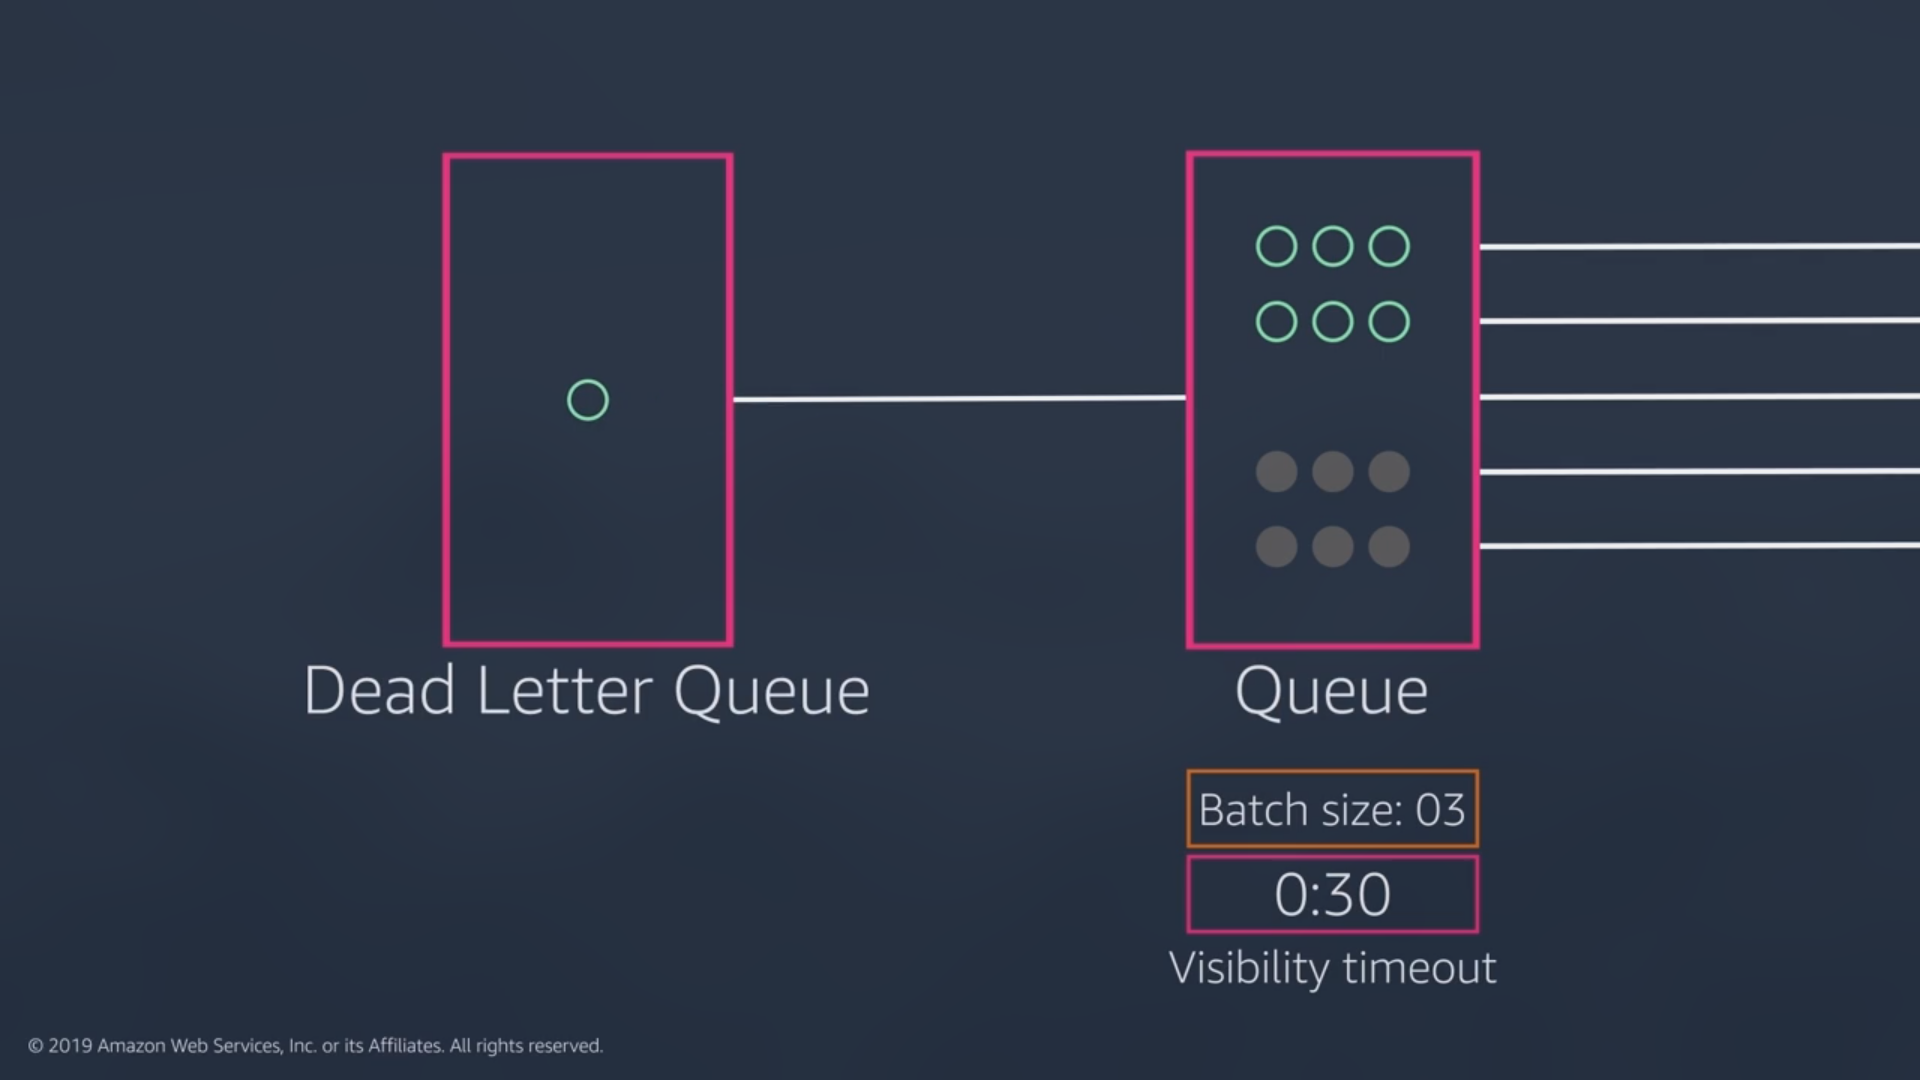 Dead Letter Queue
Queue
Batch size: 03
0:30
Visibility timeout
© 2019 Amazon Web Services, Inc. or its Affiliates. All rights reserved.